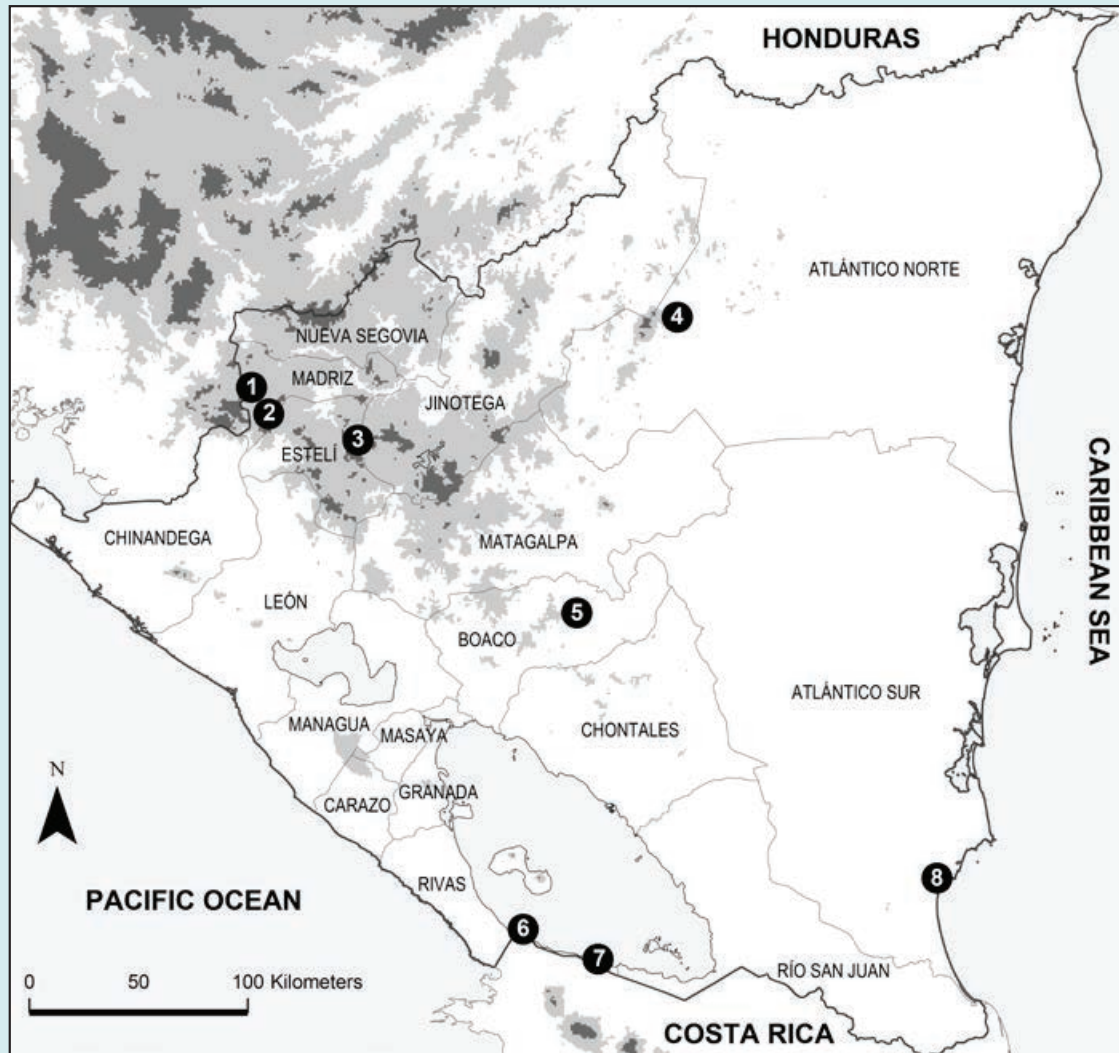 HONDURAS
ATLÁNTICO NORTE
4
NUEVA SEGOVIA
1
MADRIZ
2
JINOTEGA
3
ESTELÍ
CARIBBEAN SEA
CHINANDEGA
MATAGALPA
LEÓN
5
BOACO
ATLÁNTICO SUR
MANAGUA
MASAYA
CHONTALES
N
GRANADA
CARAZO
RIVAS
8
PACIFIC OCEAN
6
7
RÍO SAN JUAN
0 50 100 Kilometers
COSTA RICA